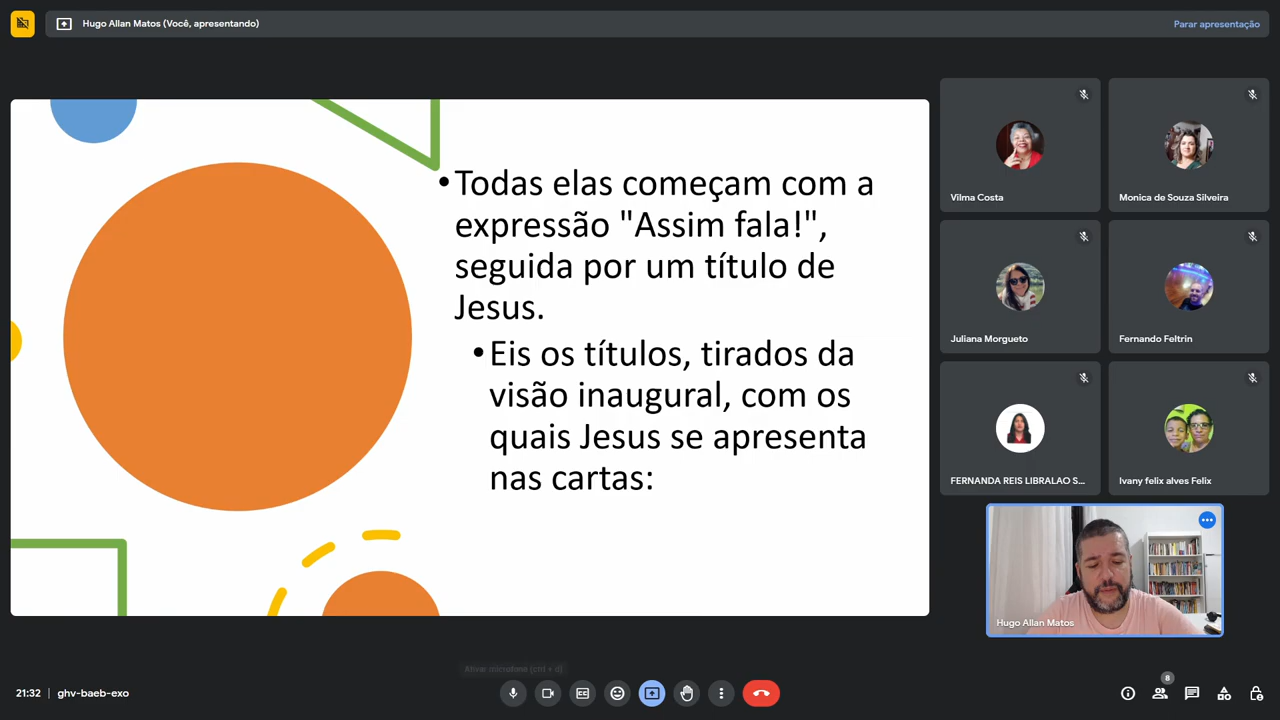 Hugo Allan Matos (Você, apresentando)
Parar apresentação
• Todas elas começam com a
expressão "Assim fala!",
seguida por um título de
Jesus.
• Eis os títulos, tirados da
visão inaugural, com os
quais Jesus se apresenta
nas cartas:
Vilma Costa
Monica de Souza Silveira
Juliana Morgueto
Fernando Feltrin
FERNANDA REIS LIBRALAO S...
Ivany felix alves Felix
Hugo Allan Matos
Ativar microfone (ctrl + d)
21:32 | ghv-baeb-exo
8